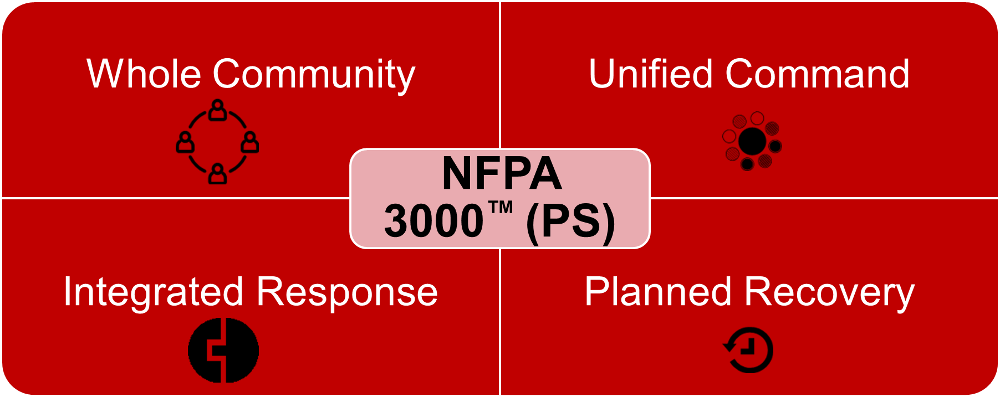 Whole Community
Unified Command
NFPA
3000™ (PS)
Integrated Response
Planned Recovery